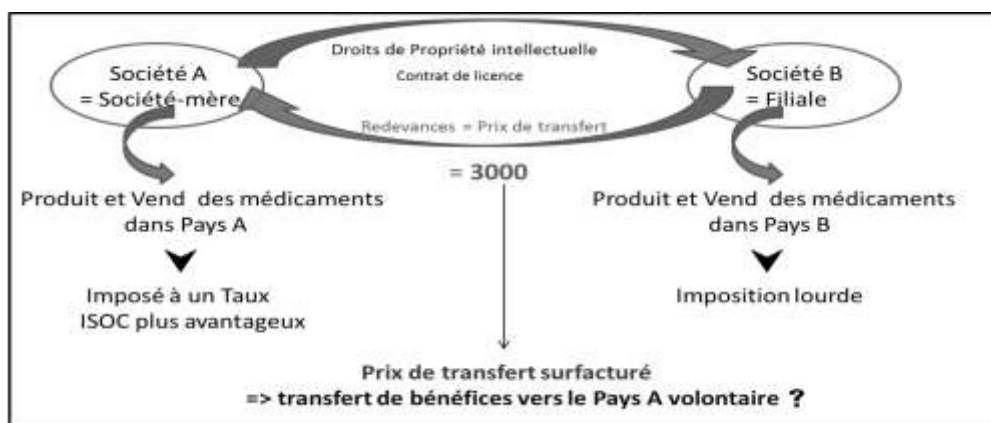 Droits de Propriété intellectuelle
Contrat de licence
Société A
= Société-mère
Société B
= Filiale
Redevances = Prix de transfert
= 3000
Produit et Vend des médicaments
dans Pays A
Produit et Vend des médicaments
dans Pays B
Imposé à un Taux
ISOC plus avantageux
Imposition lourde
Prix de transfert surfacturé
=> transfert de bénéfices vers le Pays A volontaire ?